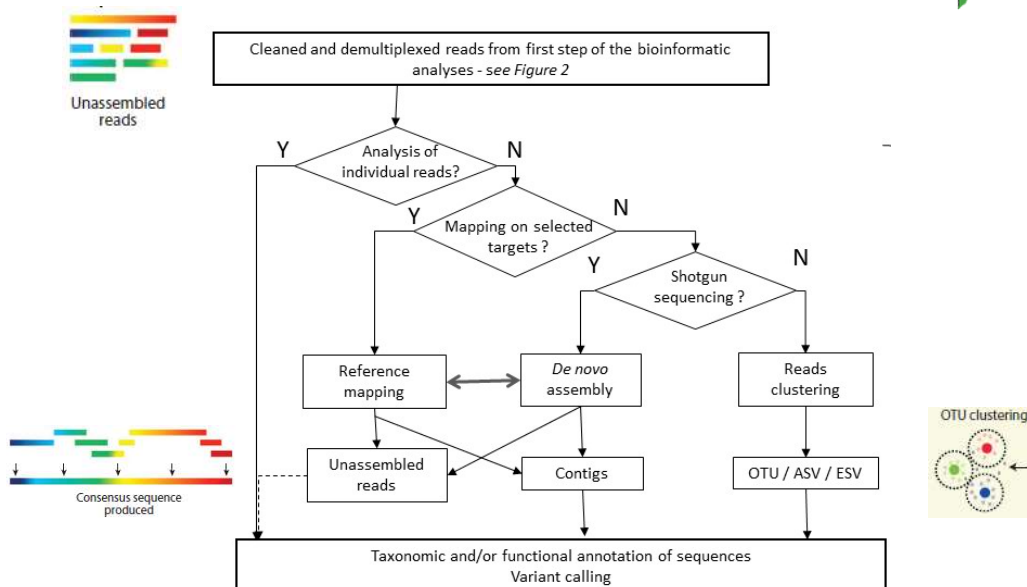 Cleaned and demultiplexed reads from first step of the bioinformatic
analyses - see Figure 2
Unassembled
reads
Y
Analysis of
individual reads?
N
Y
Mapping on selected
targets ?
N
Y
Shotgun
sequencing ?
N
Reference
mapping
De novo
assembly
Reads
clustering
OTU clustering
Unassembled
reads
Contigs
OTU / ASV / ESV
Consensus sequence
produced
Taxonomic and/or functional annotation of sequences
Variant calling